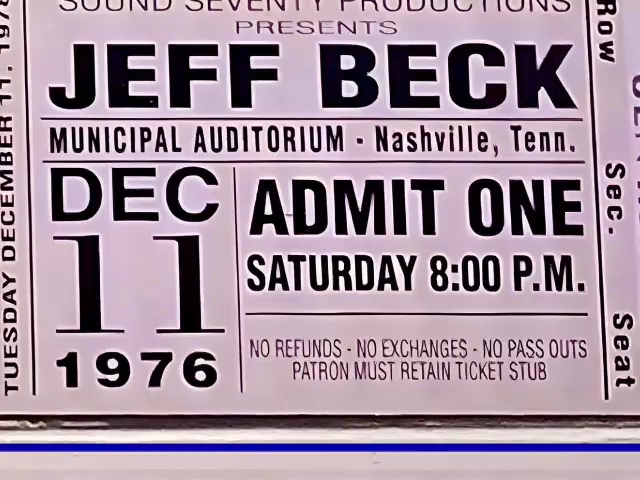 SOUND SEVENTY PRODUCTIONS
PRESENTS
JEFF BECK
MUNICIPAL AUDITORIUM - Nashville, Tenn.
DEC
11
1976
ADMIT ONE
SATURDAY 8:00 P.M.
NO REFUNDS - NO EXCHANGES - NO PASS OUTS
PATRON MUST RETAIN TICKET STUB
TUESDAY DECEMBER 11, 1976
Row
Sec.
Seat